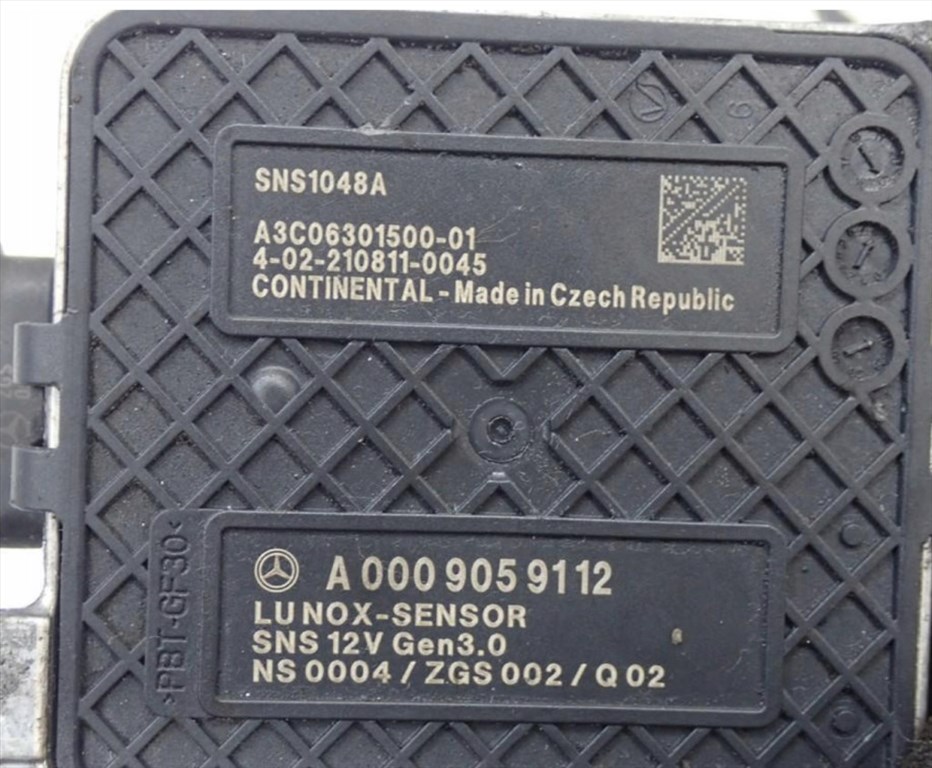 SNS1048A
A3C06301500-01
4-02-210811-0045
CONTINENTAL - Made in Czech Republic
>PBT-GF30<
A 000 905 91 12
LU NOX-SENSOR
SNS 12V Gen3.0
NS 0004 / ZGS 002 / Q 02